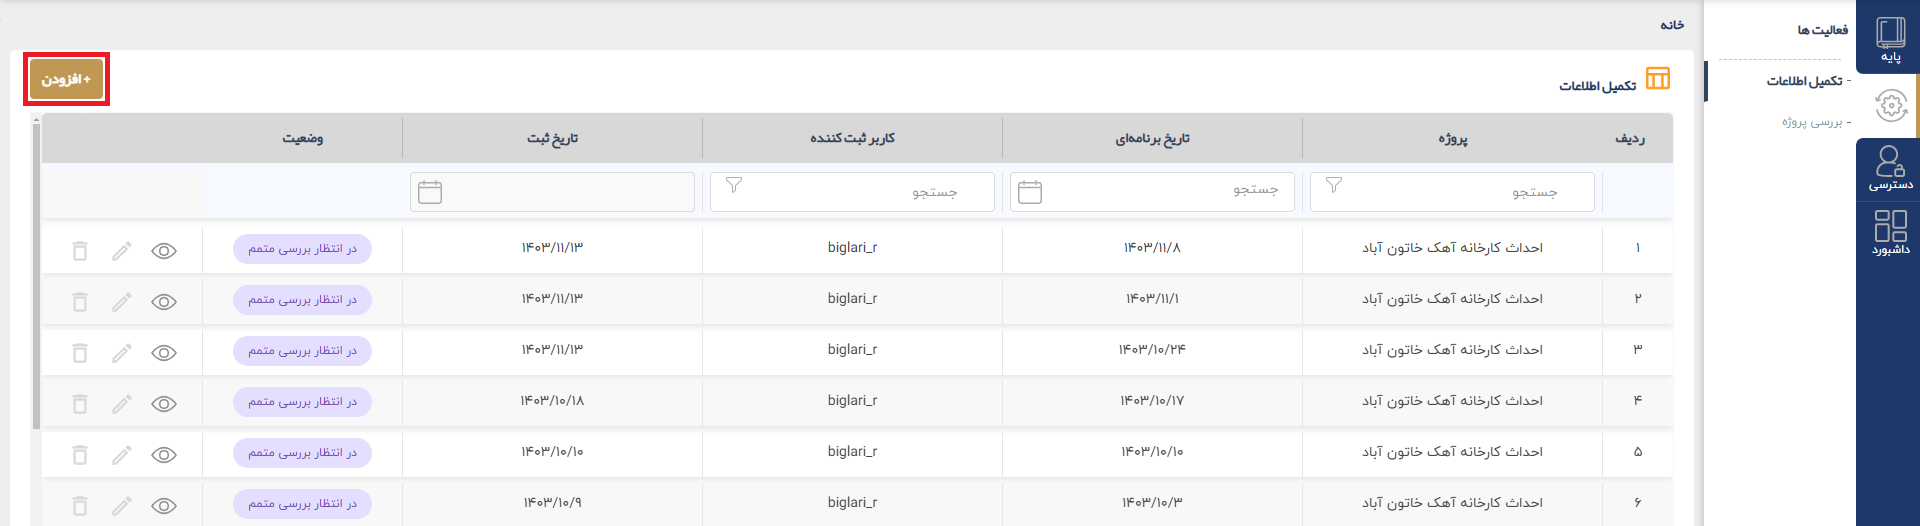 پایه
دسترسی
داشبورد
فعالیت ها
- تکمیل اطلاعات
- بررسی پروژه
خانه
تکمیل اطلاعات
+ افزودن
ردیف پروژه تاریخ برنامه‌ای کاربر ثبت کننده تاریخ ثبت وضعیت
جستجو جستجو جستجو
۱ احداث کارخانه آهک خاتون آباد ۱۴۰۳/۱۱/۸ biglari_r ۱۴۰۳/۱۱/۱۳ در انتظار بررسی متمم
۲ احداث کارخانه آهک خاتون آباد ۱۴۰۳/۱۱/۱ biglari_r ۱۴۰۳/۱۱/۱۳ در انتظار بررسی متمم
۳ احداث کارخانه آهک خاتون آباد ۱۴۰۳/۱۰/۲۴ biglari_r ۱۴۰۳/۱۱/۱۳ در انتظار بررسی متمم
۴ احداث کارخانه آهک خاتون آباد ۱۴۰۳/۱۰/۱۷ biglari_r ۱۴۰۳/۱۰/۱۸ در انتظار بررسی متمم
۵ احداث کارخانه آهک خاتون آباد ۱۴۰۳/۱۰/۱۰ biglari_r ۱۴۰۳/۱۰/۱۰ در انتظار بررسی متمم
۶ احداث کارخانه آهک خاتون آباد ۱۴۰۳/۱۰/۳ biglari_r ۱۴۰۳/۱۰/۹ در انتظار بررسی متمم